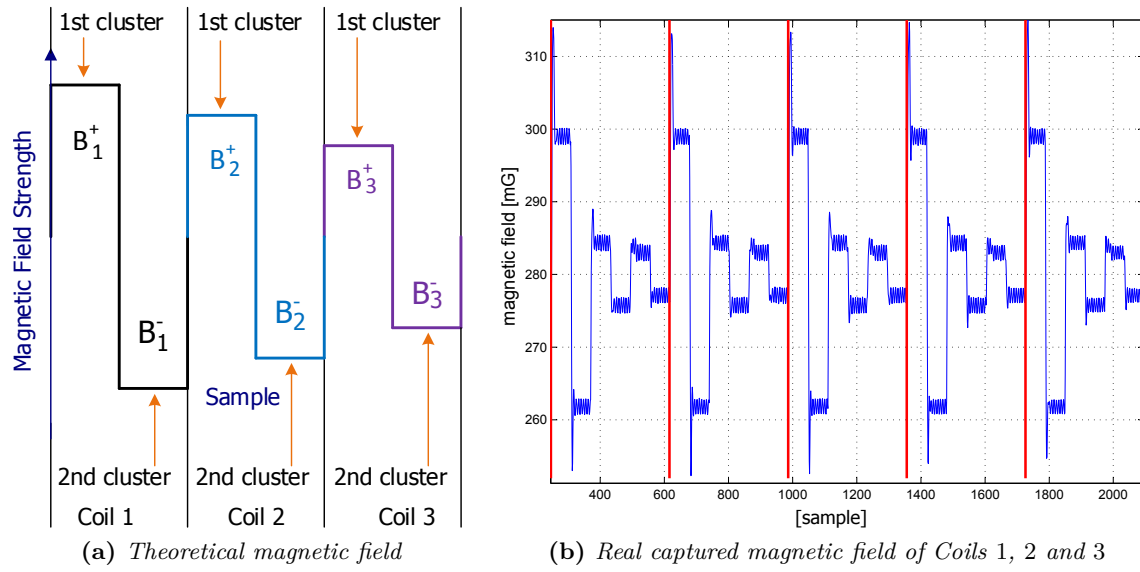 1st cluster 1st cluster 1st cluster
Magnetic Field Strength
B₁⁺
B₂⁺
B₃⁺
B₁⁻
B₂⁻
B₃⁻
Sample
2nd cluster 2nd cluster 2nd cluster
Coil 1 Coil 2 Coil 3
(a) Theoretical magnetic field
magnetic field [mG]
310
300
290
280
270
260
400 600 800 1000 1200 1400 1600 1800 2000
[sample]
(b) Real captured magnetic field of Coils 1, 2 and 3